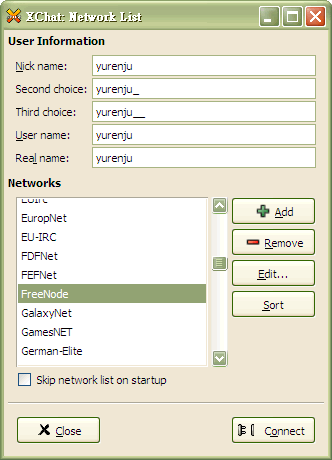 XChat: Network List
User Information
Nick name: yurenju
Second choice: yurenju_
Third choice: yurenju__
User name: yurenju
Real name: yurenju
Networks
EUIRC
EuropNet
EU-IRC
FDFNet
FEFNet
FreeNode
GalaxyNet
GamesNET
German-Elite
Add
Remove
Edit...
Sort
Skip network list on startup
Close
Connect